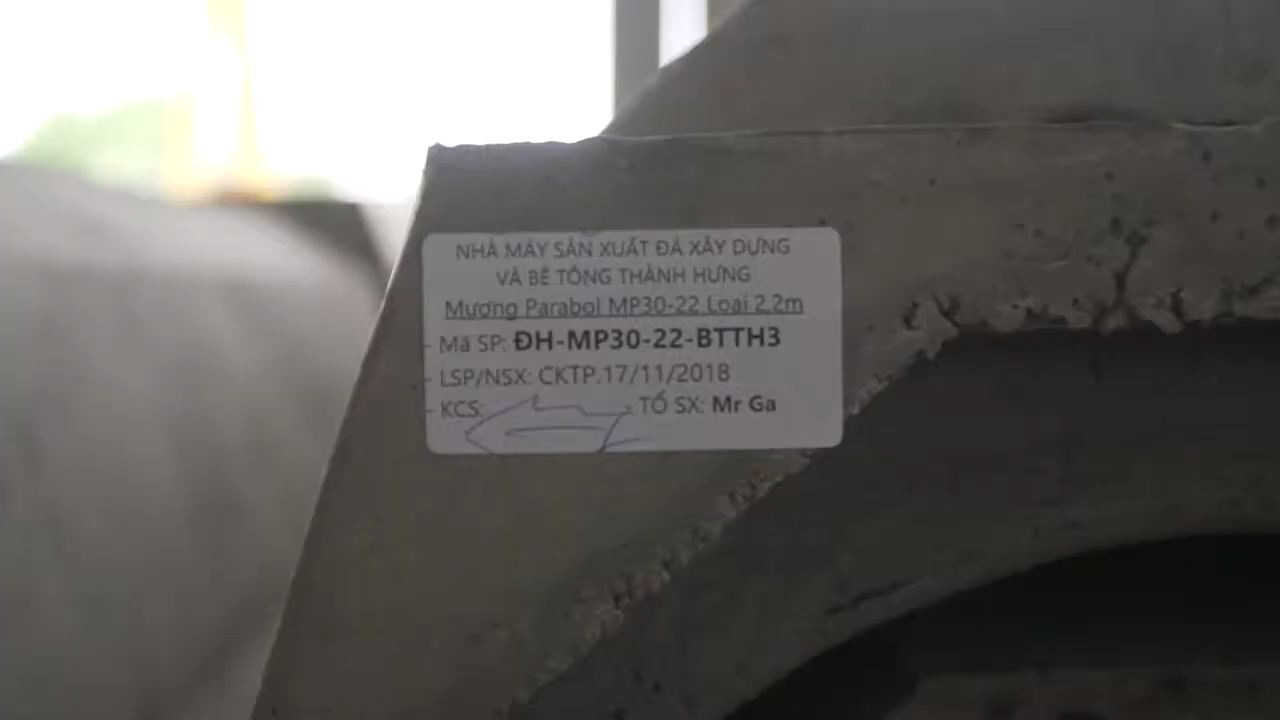 NHÀ MÁY SẢN XUẤT ĐÁ XÂY DỰNG
VÀ BÊ TÔNG THÀNH HƯNG
Mương Parabol MP30-22 Loại 2,2m
- Mã SP: ĐH-MP30-22-BTTH3
- LSP/NSX: CKTP.17/11/2018
- KCS: TỔ SX: Mr Ga